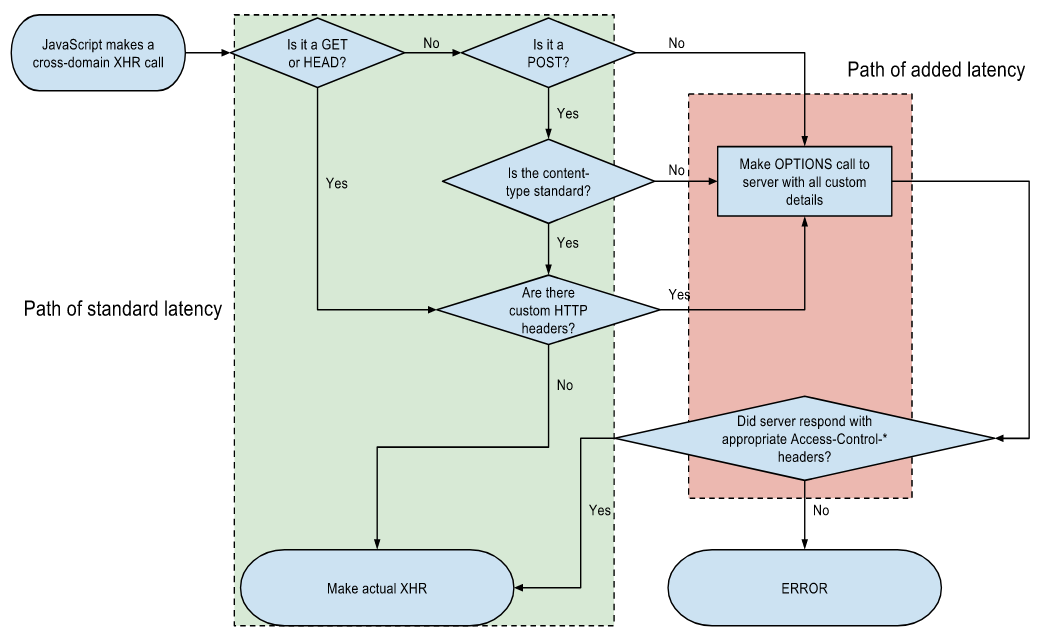 JavaScript makes a
cross-domain XHR call
Is it a GET
or HEAD?
No
Is it a
POST?
No
Path of added latency
Yes
Is the content-
type standard?
No
Make OPTIONS call to
server with all custom
details
Yes
Yes
Path of standard latency
Are there
custom HTTP
headers?
Yes
No
Did server respond with
appropriate Access-Control-*
headers?
Yes
No
Make actual XHR
ERROR